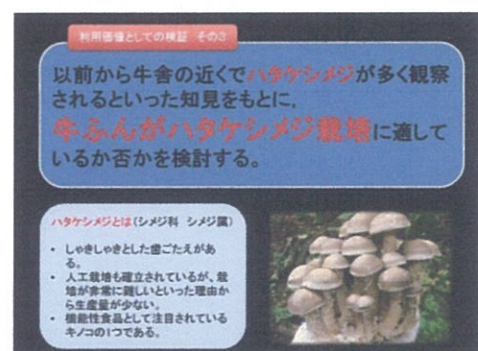 利用価値としての検証 その3
以前から牛舎の近くでハタケシメジが多く観察
されるといった知見をもとに,
牛ふんがハタケシメジ栽培に適して
いるか否かを検討する。
ハタケシメジとは(シメジ科 シメジ属)
• しゃきしゃきとした歯ごたえがあ
る。
• 人工栽培も確立されているが、栽
培が非常に難しいといった理由か
ら生産量が少ない。
• 機能性食品として注目されている
キノコの1つである。